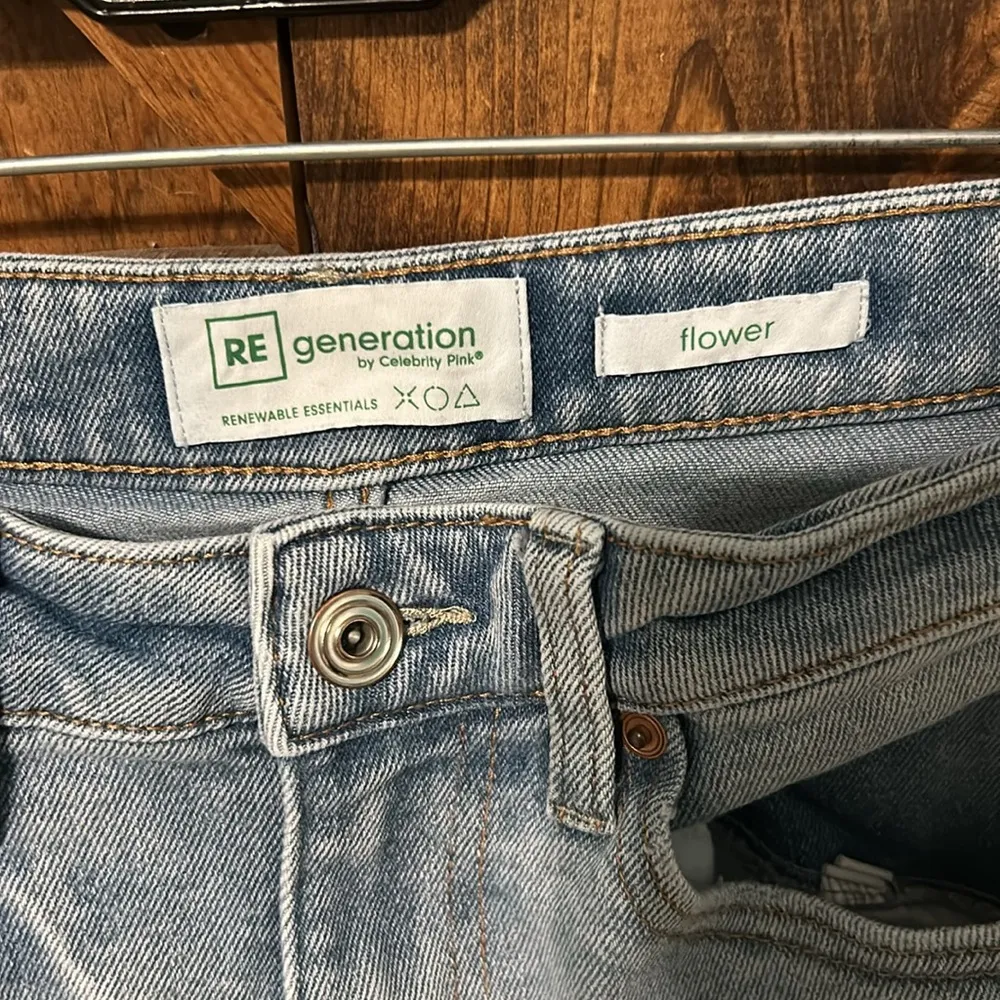 RE generation
by Celebrity Pink®
RENEWABLE ESSENTIALS
flower